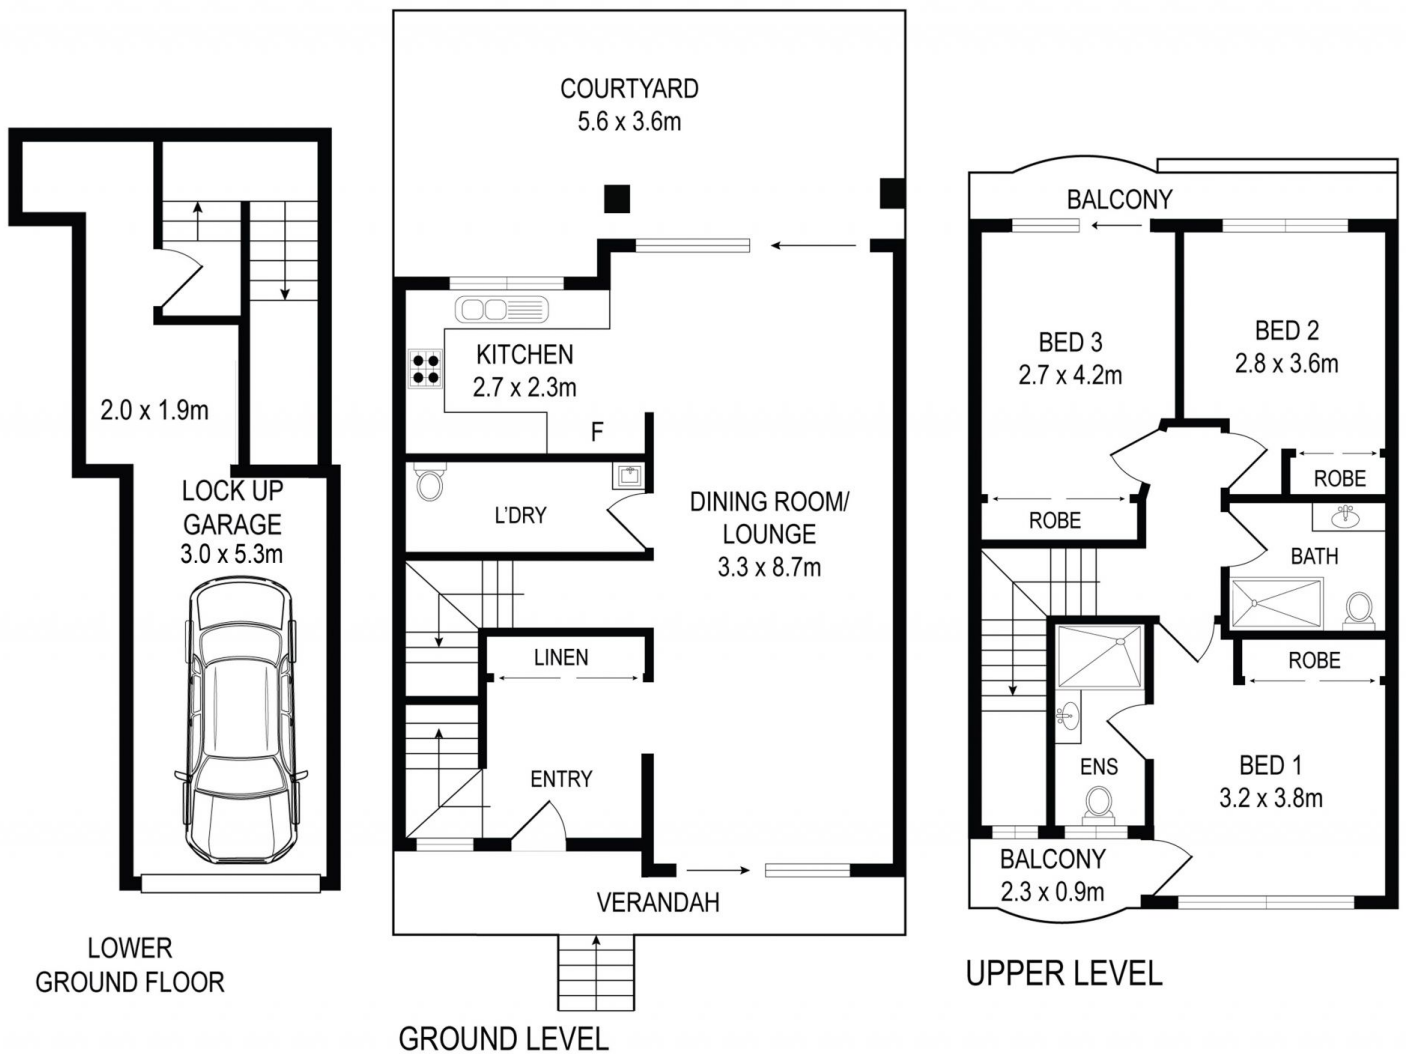 2.0 x 1.9m
LOCK UP
GARAGE
3.0 x 5.3m
LOWER
GROUND FLOOR
COURTYARD
5.6 x 3.6m
KITCHEN
2.7 x 2.3m
F
L'DRY
DINING ROOM/
LOUNGE
3.3 x 8.7m
LINEN
ENTRY
VERANDAH
GROUND LEVEL
BALCONY
BED 3
2.7 x 4.2m
BED 2
2.8 x 3.6m
ROBE
ROBE
BATH
ROBE
ENS
BED 1
3.2 x 3.8m
BALCONY
2.3 x 0.9m
UPPER LEVEL